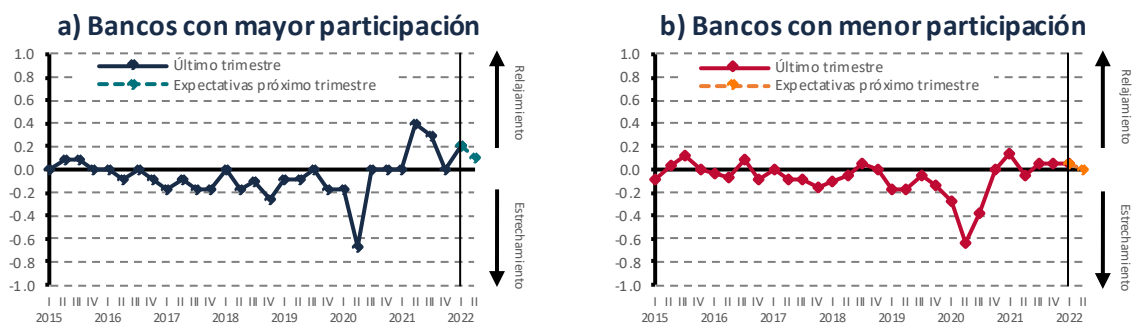 a) Bancos con mayor participación
1.0
0.8
0.6
0.4
0.2
0.0
-0.2
-0.4
-0.6
-0.8
-1.0
Último trimestre
Expectativas próximo trimestre
Relajamiento
Estrechamiento
I II III IV I II III IV I II III IV I II III IV I II III IV I II III IV I II III IV I II
2015 2016 2017 2018 2019 2020 2021 2022
b) Bancos con menor participación
1.0
0.8
0.6
0.4
0.2
0.0
-0.2
-0.4
-0.6
-0.8
-1.0
Último trimestre
Expectativas próximo trimestre
Relajamiento
Estrechamiento
I II III IV I II III IV I II III IV I II III IV I II III IV I II III IV I II III IV I II
2015 2016 2017 2018 2019 2020 2021 2022